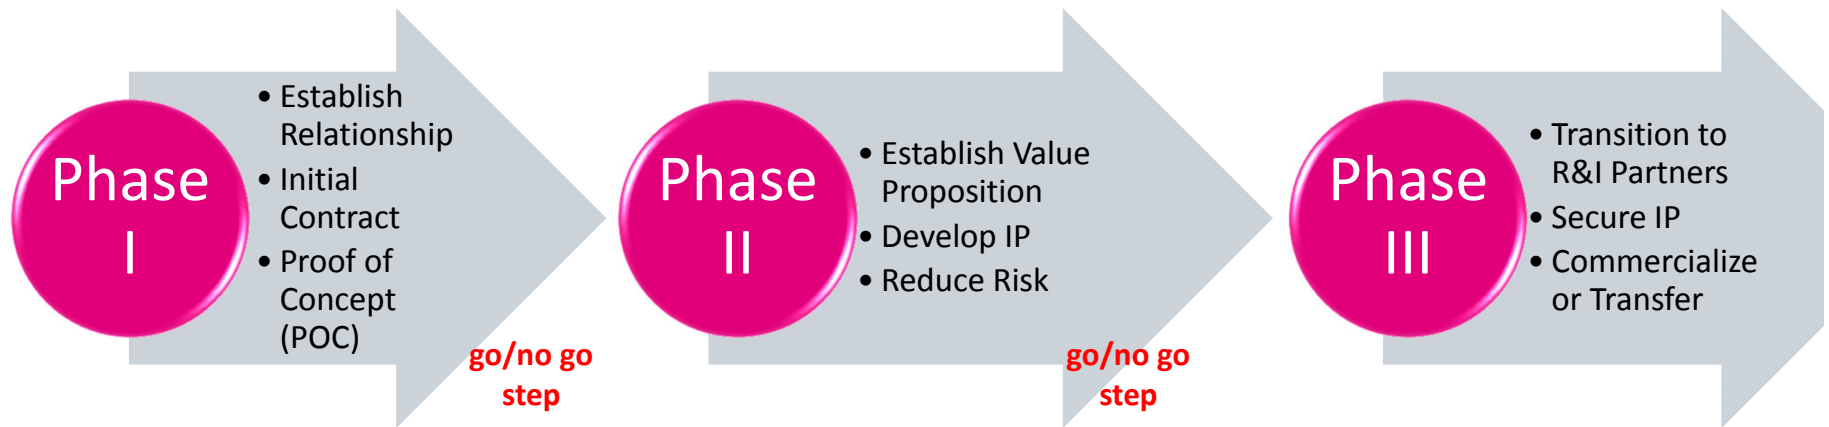 Phase
I
• Establish
Relationship
• Initial
Contract
• Proof of
Concept
(POC)
go/no go
step
Phase
II
• Establish Value
Proposition
• Develop IP
• Reduce Risk
go/no go
step
Phase
III
• Transition to
R&I Partners
• Secure IP
• Commercialize
or Transfer